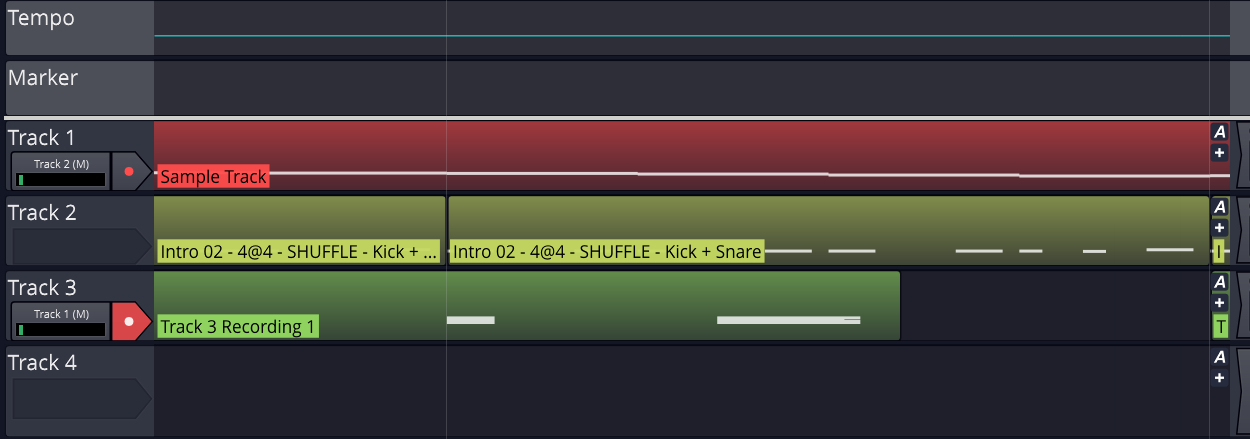 Tempo
Marker
Track 1
A
Track 2 (M)
+
Sample Track
Track 2
A
+
Intro 02 - 4@4 - SHUFFLE - Kick + ...
Intro 02 - 4@4 - SHUFFLE - Kick + Snare
I
Track 3
A
Track 1 (M)
+
Track 3 Recording 1
T
Track 4
A
+